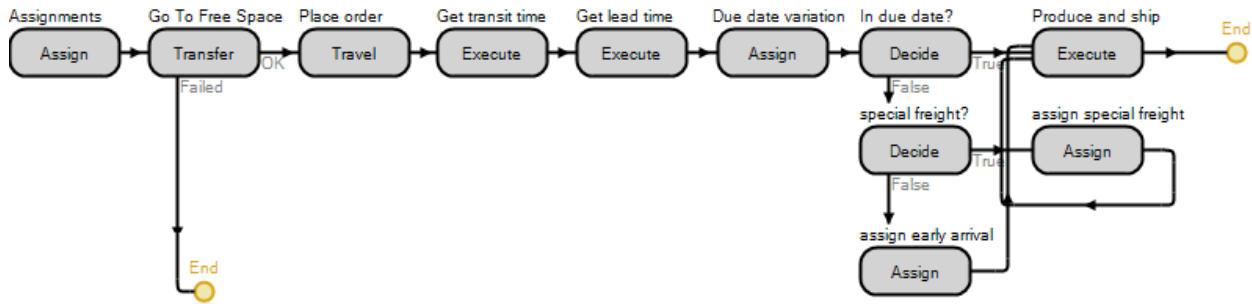 Assignments
Go To Free Space
Place order
Get transit time
Get lead time
Due date variation
In due date?
Produce and ship
End
Assign
Transfer
Travel
Execute
Execute
Assign
Decide
Execute
OK
True
Failed
False
special freight?
assign special freight
Decide
Assign
True
False
assign early arrival
Assign
End